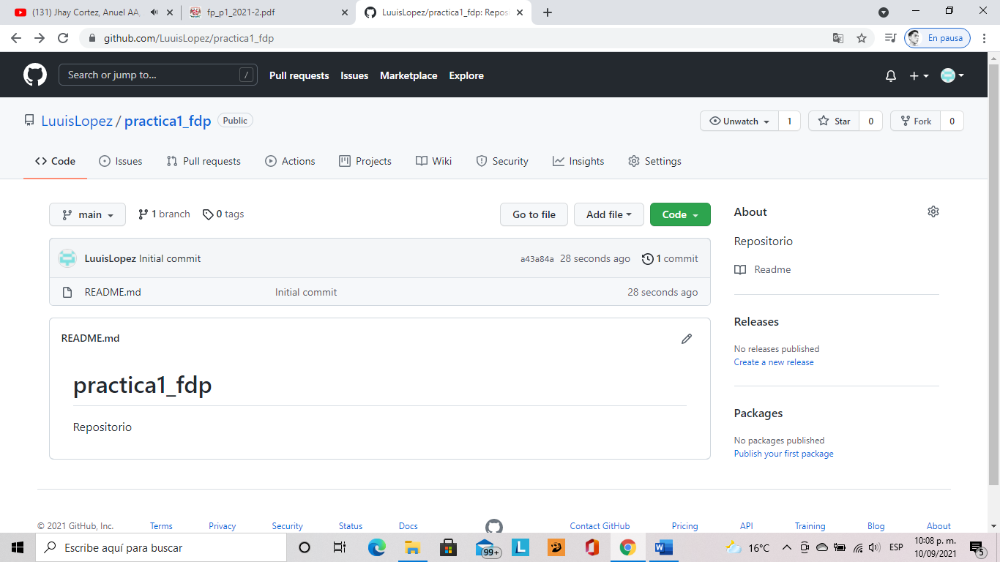 (131) Jhay Cortez, Anuel AA,
fp_p1_2021-2.pdf
LuuisLopez/practica1_fdp: Repos
github.com/LuuisLopez/practica1_fdp
En pausa
Search or jump to...
/
Pull requests
Issues
Marketplace
Explore
LuuisLopez / practica1_fdp
Public
Unwatch
1
Star
0
Fork
0
Code
Issues
Pull requests
Actions
Projects
Wiki
Security
Insights
Settings
main
1 branch
0 tags
Go to file
Add file
Code
LuuisLopez Initial commit
a43a84a 28 seconds ago
1 commit
README.md
Initial commit
28 seconds ago
README.md
practica1_fdp
Repositorio
About
Repositorio
Readme
Releases
No releases published
Create a new release
Packages
No packages published
Publish your first package
© 2021 GitHub, Inc.
Terms
Privacy
Security
Status
Docs
Contact GitHub
Pricing
API
Training
Blog
About
Escribe aquí para buscar
99+
L
W
16°C
ESP
10:08 p. m.
10/09/2021
5